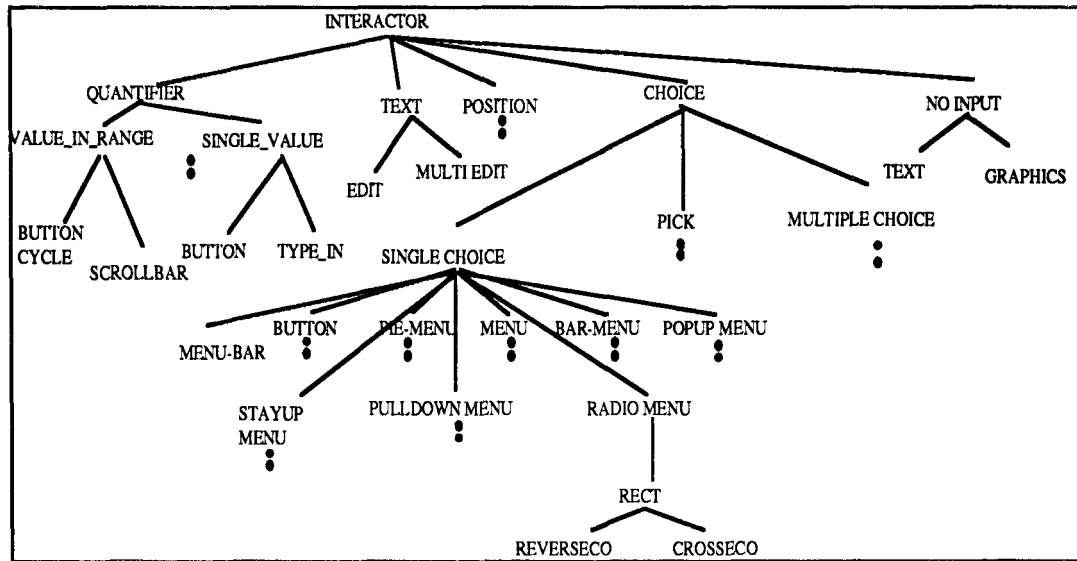 INTERACTOR
QUANTIFIER
TEXT
POSITION
CHOICE
NO INPUT
VALUE_IN_RANGE
SINGLE_VALUE
EDIT
MULTI EDIT
TEXT
GRAPHICS
BUTTON
CYCLE
SCROLLBAR
BUTTON
TYPE_IN
SINGLE CHOICE
PICK
MULTIPLE CHOICE
MENU-BAR
BUTTON
PIE-MENU
MENU
BAR-MENU
POPUP MENU
STAYUP
MENU
PULLDOWN MENU
RADIO MENU
RECT
REVERSECO
CROSSECO